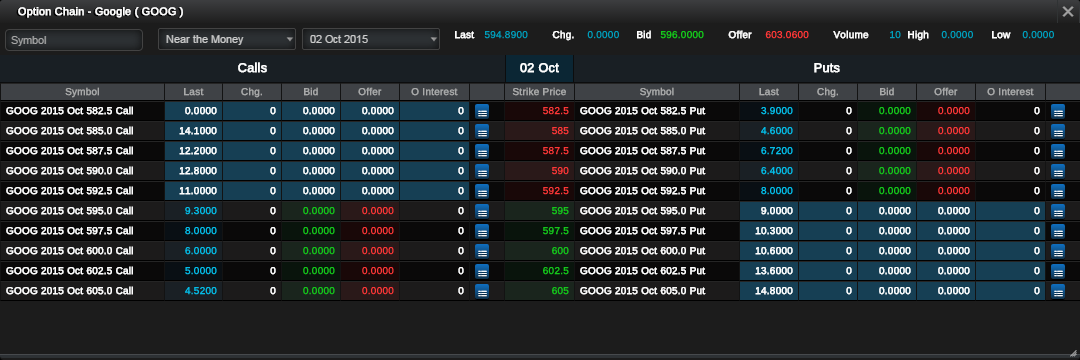 Option Chain - Google ( GOOG )
Symbol Near the Money 02 Oct 2015 Last 594.8900 Chg. 0.0000 Bid 596.0000 Offer 603.0600 Volume 10 High 0.0000 Low 0.0000
Calls 02 Oct Puts
Symbol Last Chg. Bid Offer O Interest Strike Price Symbol Last Chg. Bid Offer O Interest
GOOG 2015 Oct 582.5 Call 0.0000 0 0.0000 0.0000 0 582.5 GOOG 2015 Oct 582.5 Put 3.9000 0 0.0000 0.0000 0
GOOG 2015 Oct 585.0 Call 14.1000 0 0.0000 0.0000 0 585 GOOG 2015 Oct 585.0 Put 4.6000 0 0.0000 0.0000 0
GOOG 2015 Oct 587.5 Call 12.2000 0 0.0000 0.0000 0 587.5 GOOG 2015 Oct 587.5 Put 6.7200 0 0.0000 0.0000 0
GOOG 2015 Oct 590.0 Call 12.8000 0 0.0000 0.0000 0 590 GOOG 2015 Oct 590.0 Put 6.4000 0 0.0000 0.0000 0
GOOG 2015 Oct 592.5 Call 11.0000 0 0.0000 0.0000 0 592.5 GOOG 2015 Oct 592.5 Put 8.0000 0 0.0000 0.0000 0
GOOG 2015 Oct 595.0 Call 9.3000 0 0.0000 0.0000 0 595 GOOG 2015 Oct 595.0 Put 9.0000 0 0.0000 0.0000 0
GOOG 2015 Oct 597.5 Call 8.0000 0 0.0000 0.0000 0 597.5 GOOG 2015 Oct 597.5 Put 10.3000 0 0.0000 0.0000 0
GOOG 2015 Oct 600.0 Call 6.0000 0 0.0000 0.0000 0 600 GOOG 2015 Oct 600.0 Put 10.6000 0 0.0000 0.0000 0
GOOG 2015 Oct 602.5 Call 5.0000 0 0.0000 0.0000 0 602.5 GOOG 2015 Oct 602.5 Put 13.6000 0 0.0000 0.0000 0
GOOG 2015 Oct 605.0 Call 4.5200 0 0.0000 0.0000 0 605 GOOG 2015 Oct 605.0 Put 14.8000 0 0.0000 0.0000 0